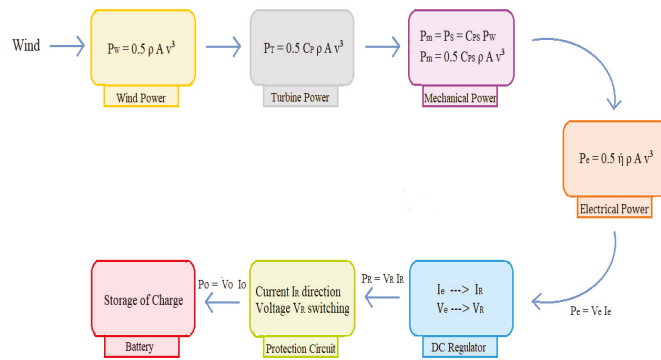 Wind
Pw = 0.5 ρ A v³
Wind Power
PT = 0.5 CP ρ A v³
Turbine Power
Pm = PS = CPS PW
Pm = 0.5 CPS ρ A v³
Mechanical Power
Pe = 0.5 ή ρ A v³
Electrical Power
Pe = Ve Ie
Ie ---> IR
Ve ---> VR
DC Regulator
PR = VR IR
Current IR direction
Voltage VR switching
Protection Circuit
Po = Vo Io
Storage of Charge
Battery